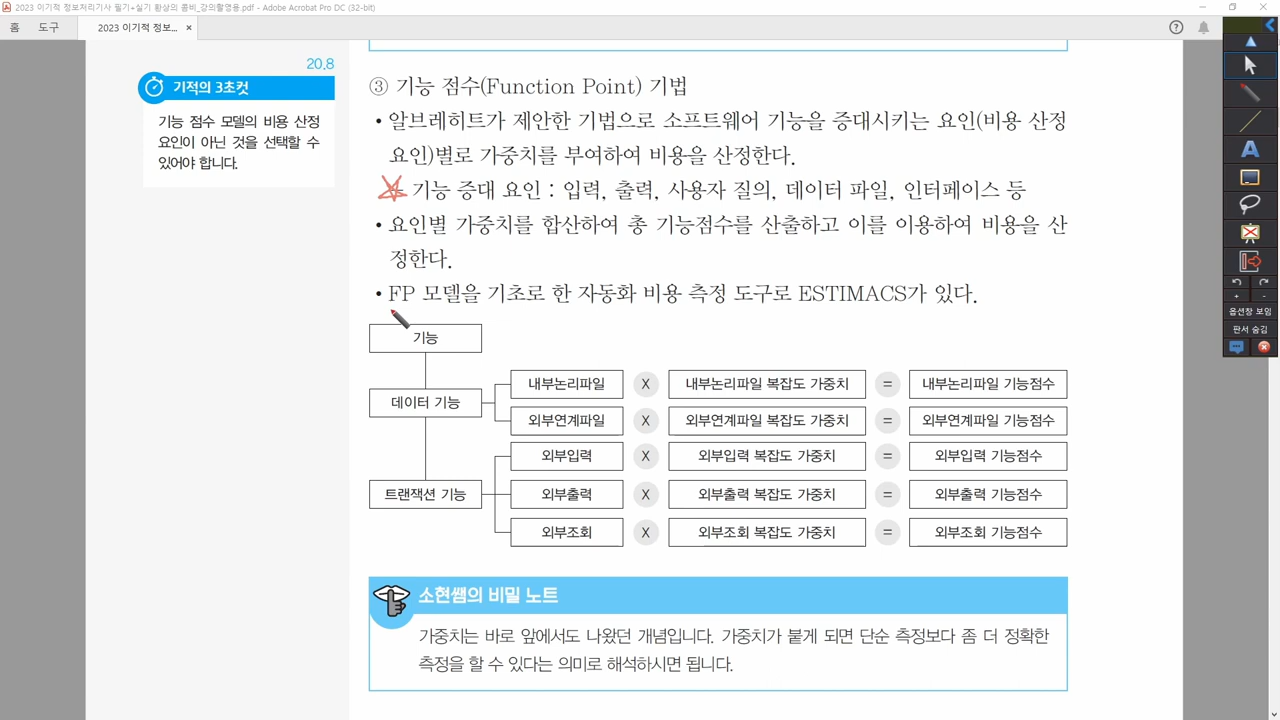 2023 이기적 정보처리기사 필기+실기 환상의 콤비_강의촬영용.pdf - Adobe Acrobat Pro DC (32-bit)
홈 도구 2023 이기적 정보... ×
20.8
기적의 3초컷
기능 점수 모델의 비용 산정
요인이 아닌 것을 선택할 수
있어야 합니다.
③ 기능 점수(Function Point) 기법
• 알브레히트가 제안한 기법으로 소프트웨어 기능을 증대시키는 요인(비용 산정
요인)별로 가중치를 부여하여 비용을 산정한다.
기능 증대 요인 : 입력, 출력, 사용자 질의, 데이터 파일, 인터페이스 등
• 요인별 가중치를 합산하여 총 기능점수를 산출하고 이를 이용하여 비용을 산
정한다.
• FP 모델을 기초로 한 자동화 비용 측정 도구로 ESTIMACS가 있다.
기능
데이터 기능
내부논리파일 X 내부논리파일 복잡도 가중치 = 내부논리파일 기능점수
외부연계파일 X 외부연계파일 복잡도 가중치 = 외부연계파일 기능점수
트랜잭션 기능
외부입력 X 외부입력 복잡도 가중치 = 외부입력 기능점수
외부출력 X 외부출력 복잡도 가중치 = 외부출력 기능점수
외부조회 X 외부조회 복잡도 가중치 = 외부조회 기능점수
소현쌤의 비밀 노트
가중치는 바로 앞에서도 나왔던 개념입니다. 가중치가 붙게 되면 단순 측정보다 좀 더 정확한
측정을 할 수 있다는 의미로 해석하시면 됩니다.
A
+ -
옵션창 보임
판서 숨김